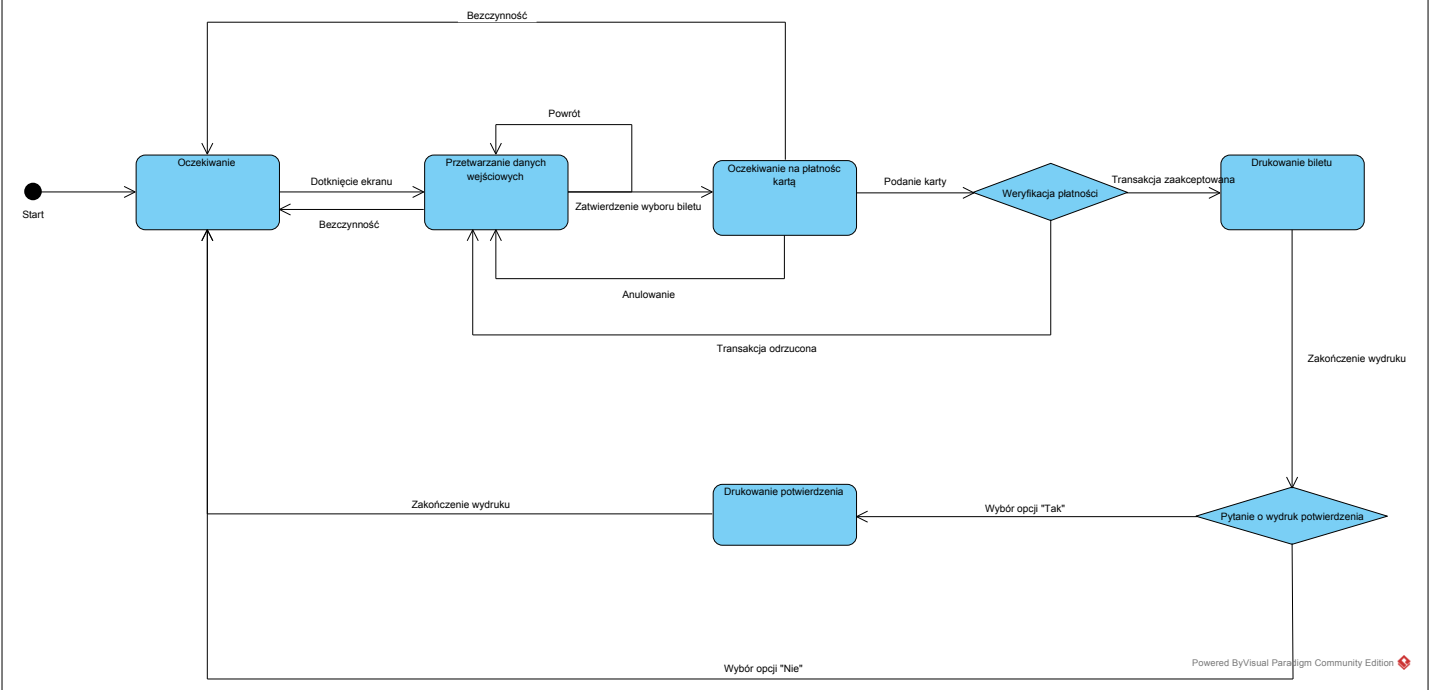 Bezczynność
Powrót
Oczekiwanie
Przetwarzanie danych
wejściowych
Oczekiwanie na płatnośc
kartą
Drukowanie biletu
Dotknięcie ekranu
Podanie karty
Transakcja zaakceptowana
Weryfikacja płatności
Start
Zatwierdzenie wyboru biletu
Bezczynność
Anulowanie
Transakcja odrzucona
Zakończenie wydruku
Drukowanie potwierdzenia
Zakończenie wydruku
Wybór opcji "Tak"
Pytanie o wydruk potwierdzenia
Wybór opcji "Nie"
Powered ByVisual Paradigm Community Edition